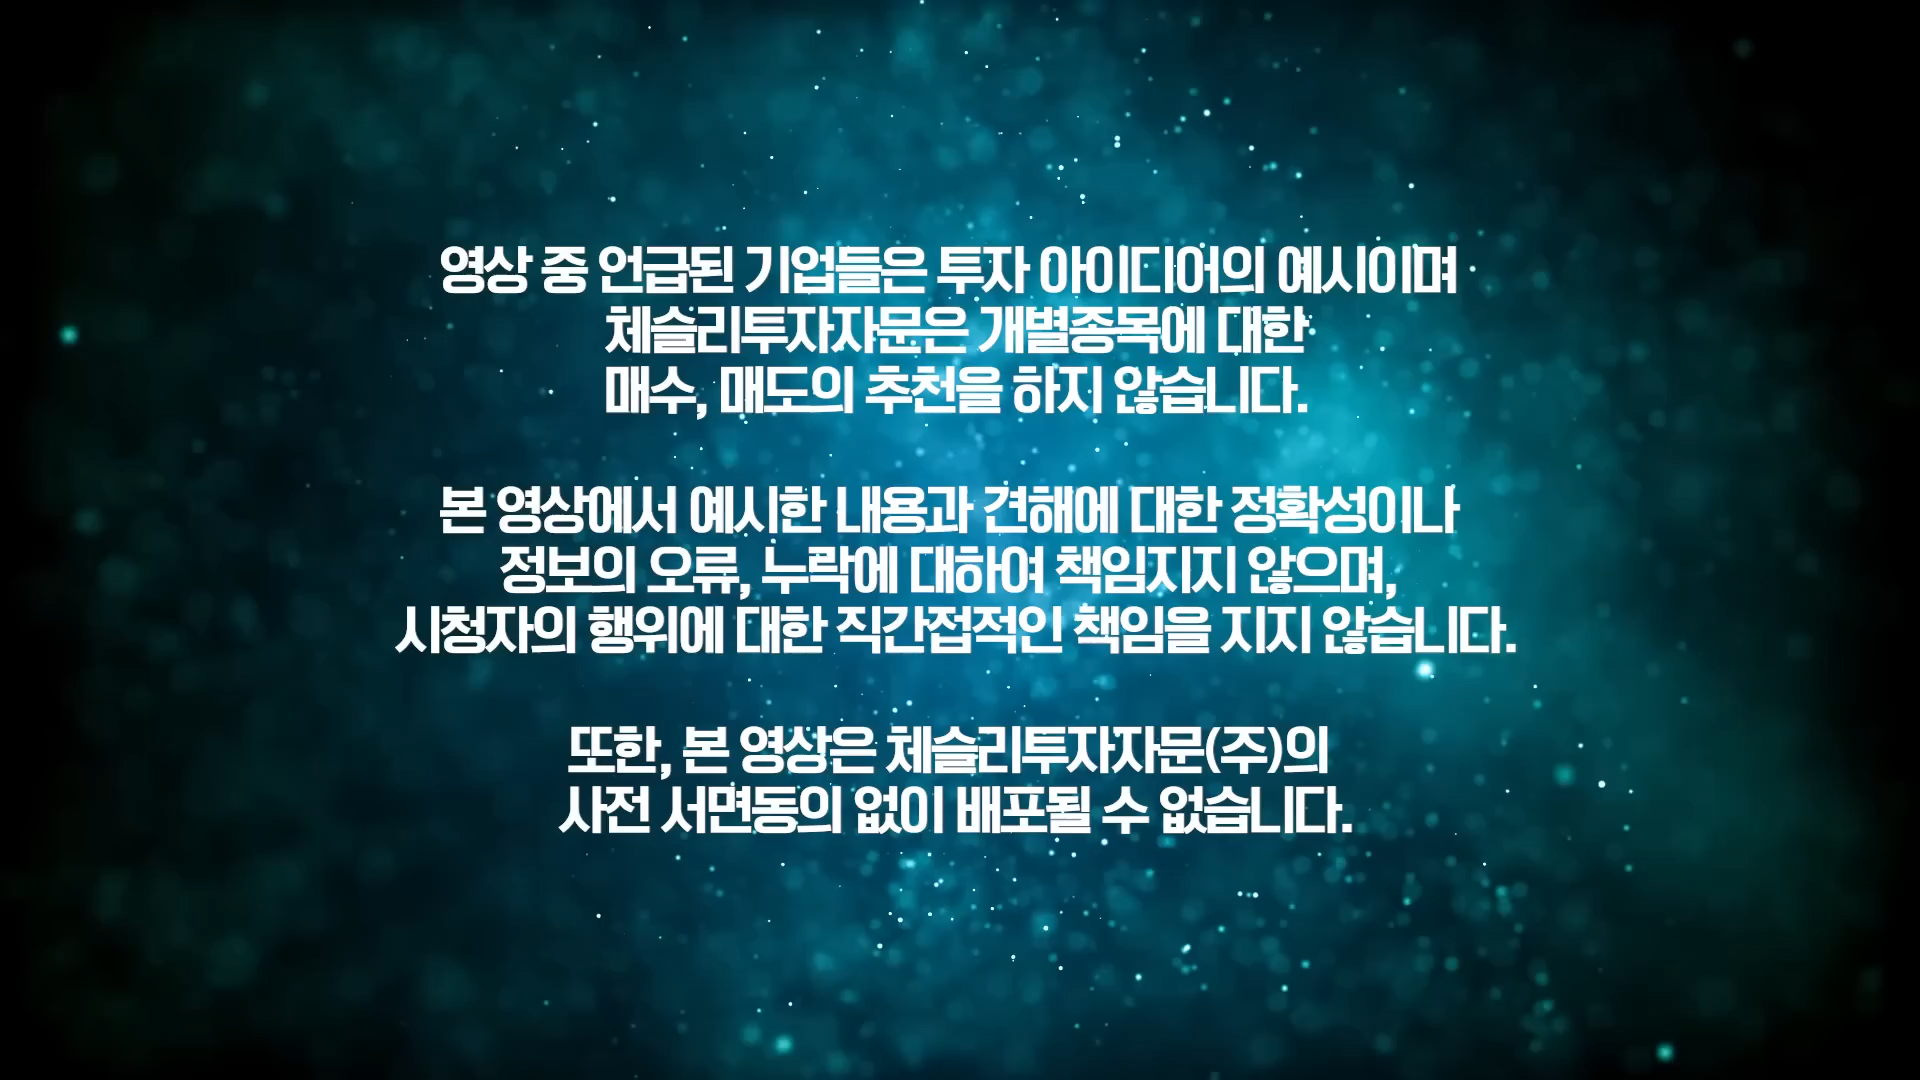 영상 중 언급된 기업들은 투자 아이디어의 예시이며
체슬리투자자문은 개별종목에 대한
매수, 매도의 추천을 하지 않습니다.
본 영상에서 예시한 내용과 견해에 대한 정확성이나
정보의 오류, 누락에 대하여 책임지지 않으며,
시청자의 행위에 대한 직간접적인 책임을 지지 않습니다.
또한, 본 영상은 체슬리투자자문(주)의
사전 서면동의 없이 배포될 수 없습니다.